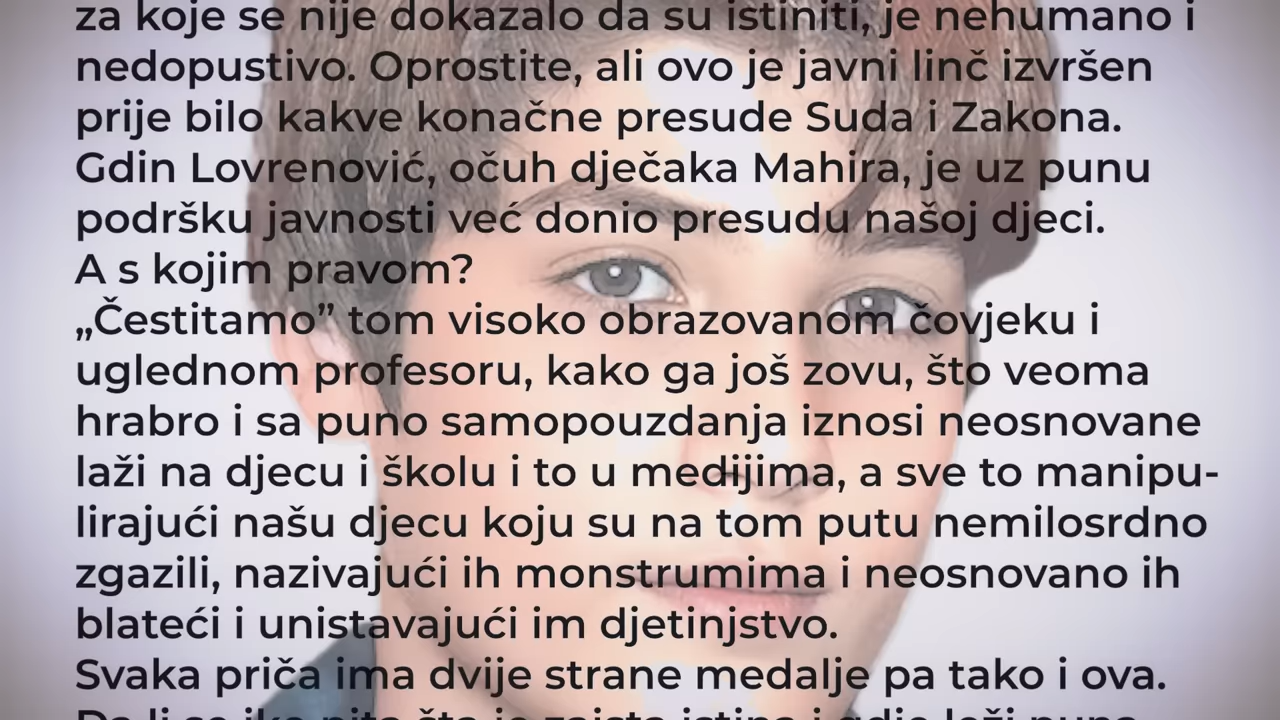 za koje se nije dokazalo da su istiniti, je nehumano i
nedopustivo. Oprostite, ali ovo je javni linč izvršen
prije bilo kakve konačne presude Suda i Zakona.
Gdin Lovrenović, očuh dječaka Mahira, je uz punu
podršku javnosti već donio presudu našoj djeci.
A s kojim pravom?
„Čestitamo” tom visoko obrazovanom čovjeku i
uglednom profesoru, kako ga još zovu, što veoma
hrabro i sa puno samopouzdanja iznosi neosnovane
laži na djecu i školu i to u medijima, a sve to manipu-
lirajući našu djecu koju su na tom putu nemilosrdno
zgazili, nazivajući ih monstrumima i neosnovano ih
blateći i unistavajući im djetinjstvo.
Svaka priča ima dvije strane medalje pa tako i ova.